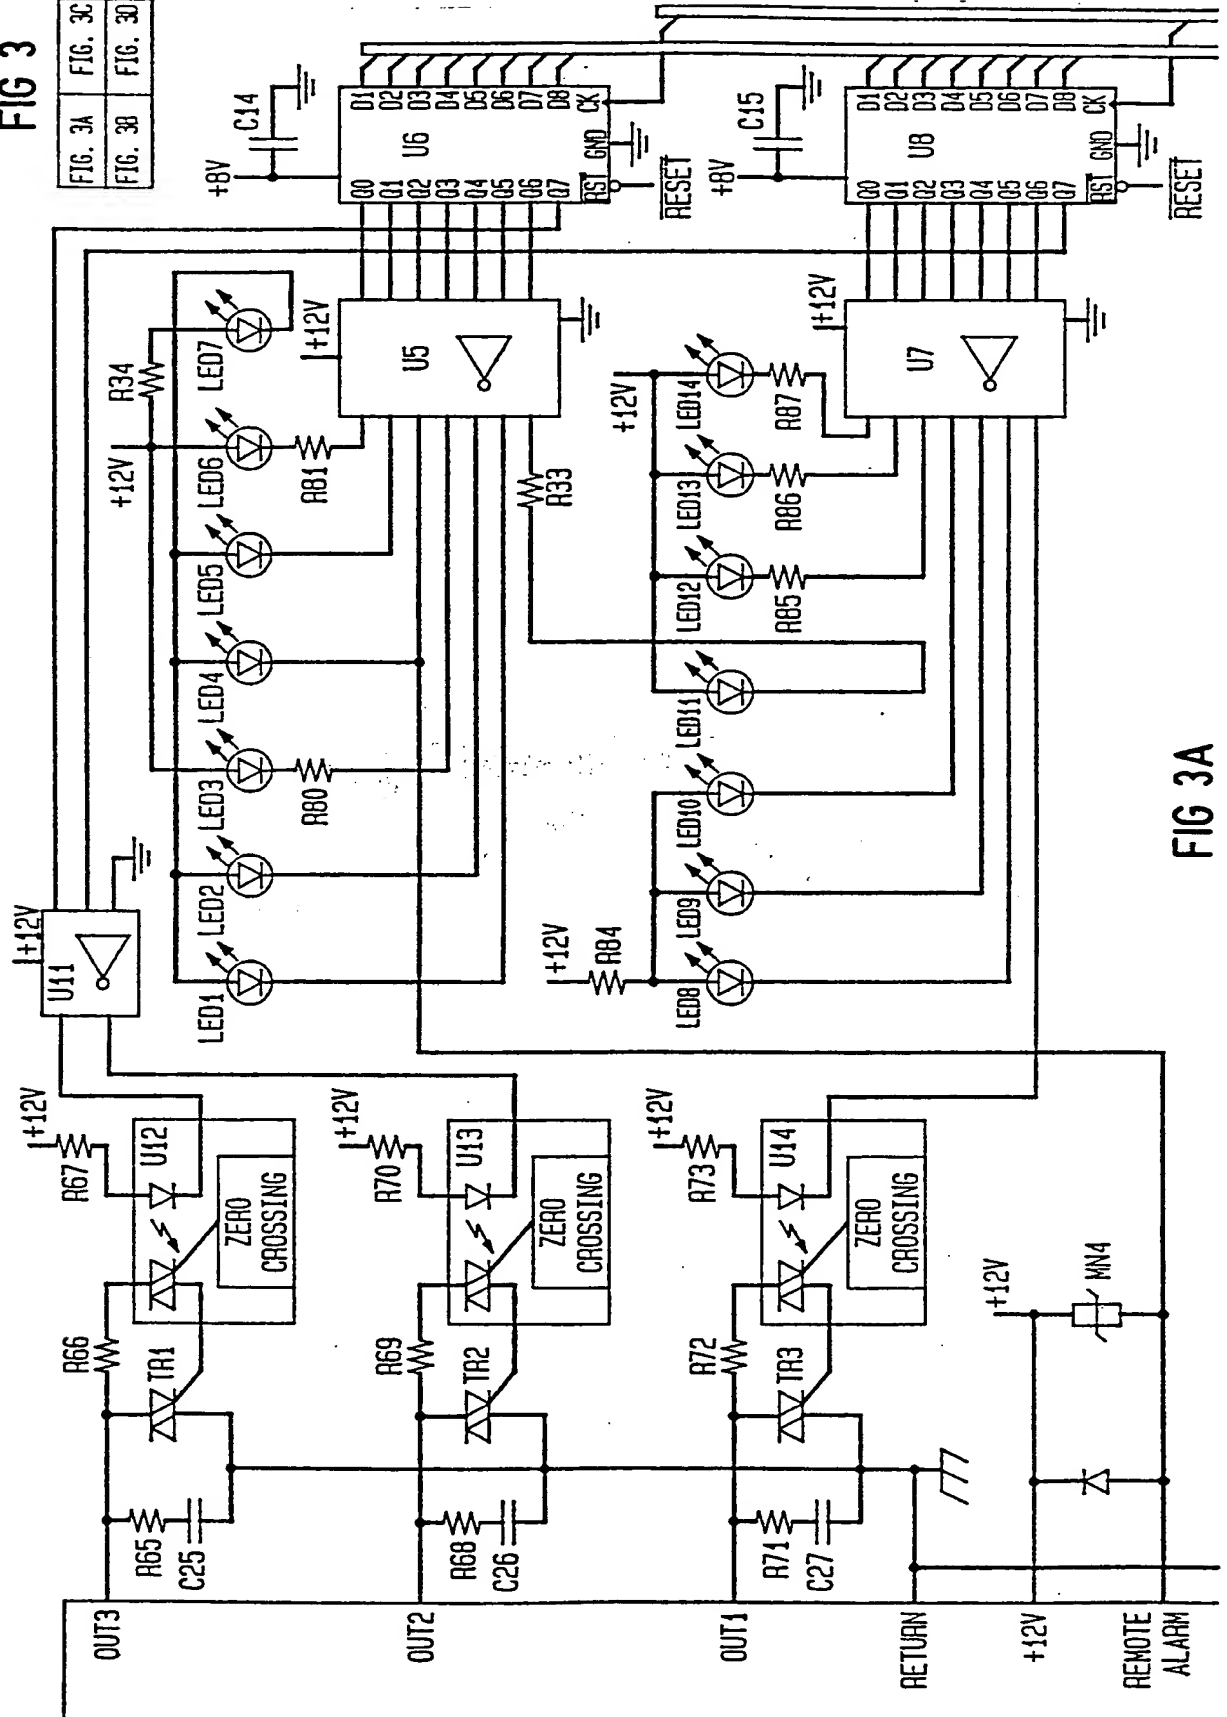 FIG 3
FIG. 3A FIG. 3C
FIG. 3B FIG. 3D
OUT3
R65
C25
R66
TR1
R67
+12V
U12
ZERO
CROSSING
U11
+12V
LED1
LED2
LED3
LED4
LED5
LED6
LED7
R80
R81
+12V
R34
+12V
U5
R33
+8V
C14
U6
Q0 Q1 Q2 Q3 Q4 Q5 Q6 Q7
D1 D2 D3 D4 D5 D6 D7 D8
RST GND CK
RESET
OUT2
R68
C26
R69
TR2
R70
+12V
U13
ZERO
CROSSING
+12V
R84
LED8
LED9
LED10
LED11
LED12
LED13
LED14
R85
R86
R87
+12V
+12V
U7
+8V
C15
U8
Q0 Q1 Q2 Q3 Q4 Q5 Q6 Q7
D1 D2 D3 D4 D5 D6 D7 D8
RST GND CK
RESET
OUT1
R71
C27
R72
TR3
R73
+12V
U14
ZERO
CROSSING
RETURN
+12V
+12V
MN4
REMOTE
ALARM
FIG 3A